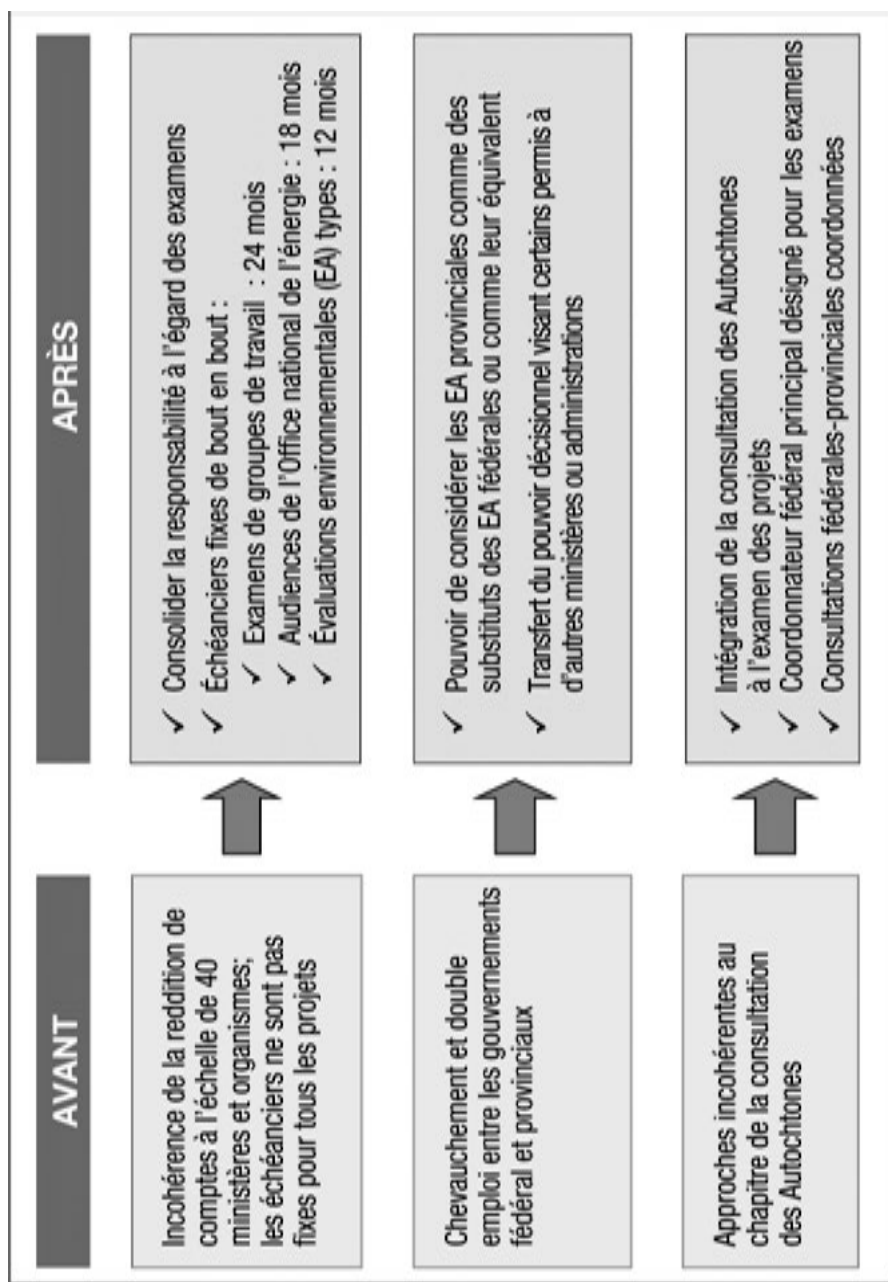 AVANT
APRÈS
Incohérence de la reddition de
comptes à l'échelle de 40
ministères et organismes;
les échéanciers ne sont pas
fixes pour tous les projets
✓ Consolider la responsabilité à l'égard des examens
✓ Échéanciers fixes de bout en bout :
✓ Examens de groupes de travail : 24 mois
✓ Audiences de l'Office national de l'énergie : 18 mois
✓ Évaluations environnementales (EA) types : 12 mois
Chevauchement et double
emploi entre les gouvernements
fédéral et provinciaux
✓ Pouvoir de considérer les EA provinciales comme des
substituts des EA fédérales ou comme leur équivalent
✓ Transfert du pouvoir décisionnel visant certains permis à
d'autres ministères ou administrations
Approches incohérentes au
chapitre de la consultation
des Autochtones
✓ Intégration de la consultation des Autochtones
à l'examen des projets
✓ Coordonnateur fédéral principal désigné pour les examens
✓ Consultations fédérales-provinciales coordonnées